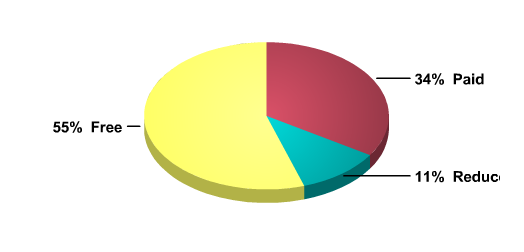 34% Paid
55% Free
11% Reduc